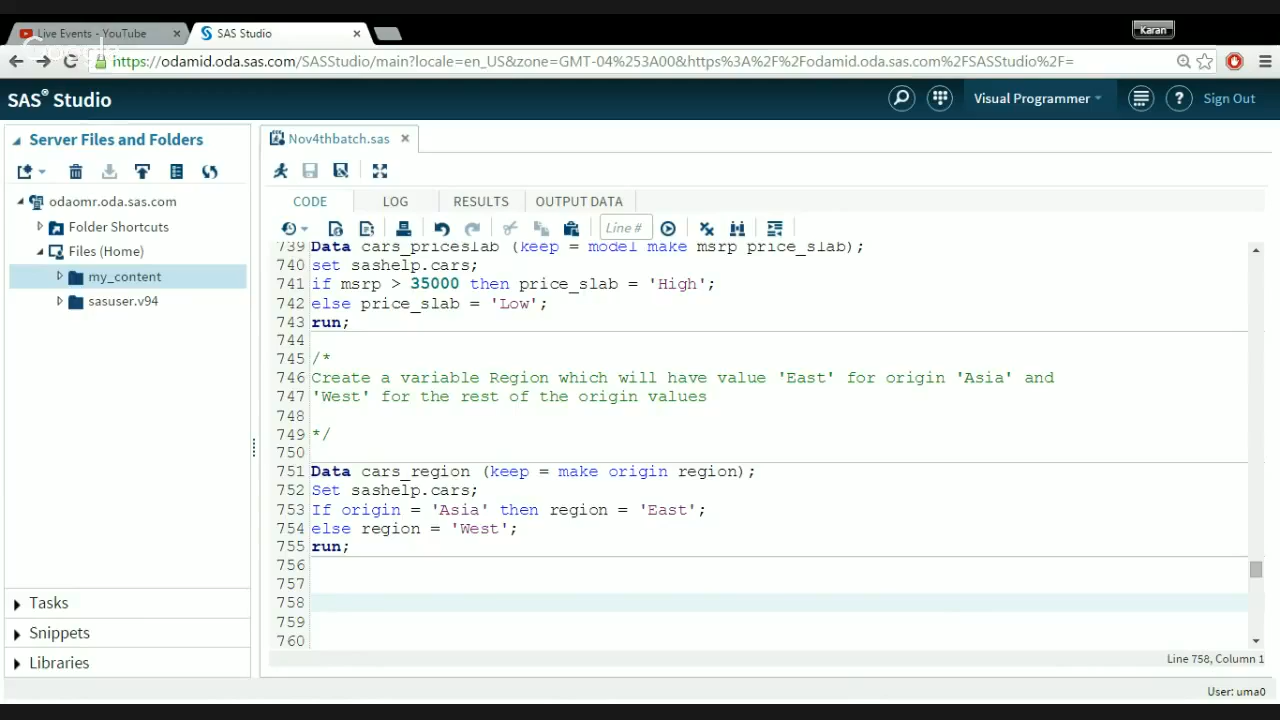 Live Events - YouTube
SAS Studio
Karan
Google
https://odamid.oda.sas.com/SASStudio/main?locale=en_US&zone=GMT-04%253A00&https%3A%2F%2Fodamid.oda.sas.com%2FSASStudio%2F=
SAS® Studio
Visual Programmer
Sign Out
Server Files and Folders
odaomr.oda.sas.com
Folder Shortcuts
Files (Home)
my_content
sasuser.v94
Tasks
Snippets
Libraries
Nov4thbatch.sas
CODE LOG RESULTS OUTPUT DATA
Line #
739 Data cars_priceslab (keep = model make msrp price_slab);
740 set sashelp.cars;
741 if msrp > 35000 then price_slab = 'High';
742 else price_slab = 'Low';
743 run;
744
745 /*
746 Create a variable Region which will have value 'East' for origin 'Asia' and
747 'West' for the rest of the origin values
748
749 */
750
751 Data cars_region (keep = make origin region);
752 Set sashelp.cars;
753 If origin = 'Asia' then region = 'East';
754 else region = 'West';
755 run;
756
757
758
759
760
Line 758, Column 1
User: uma0